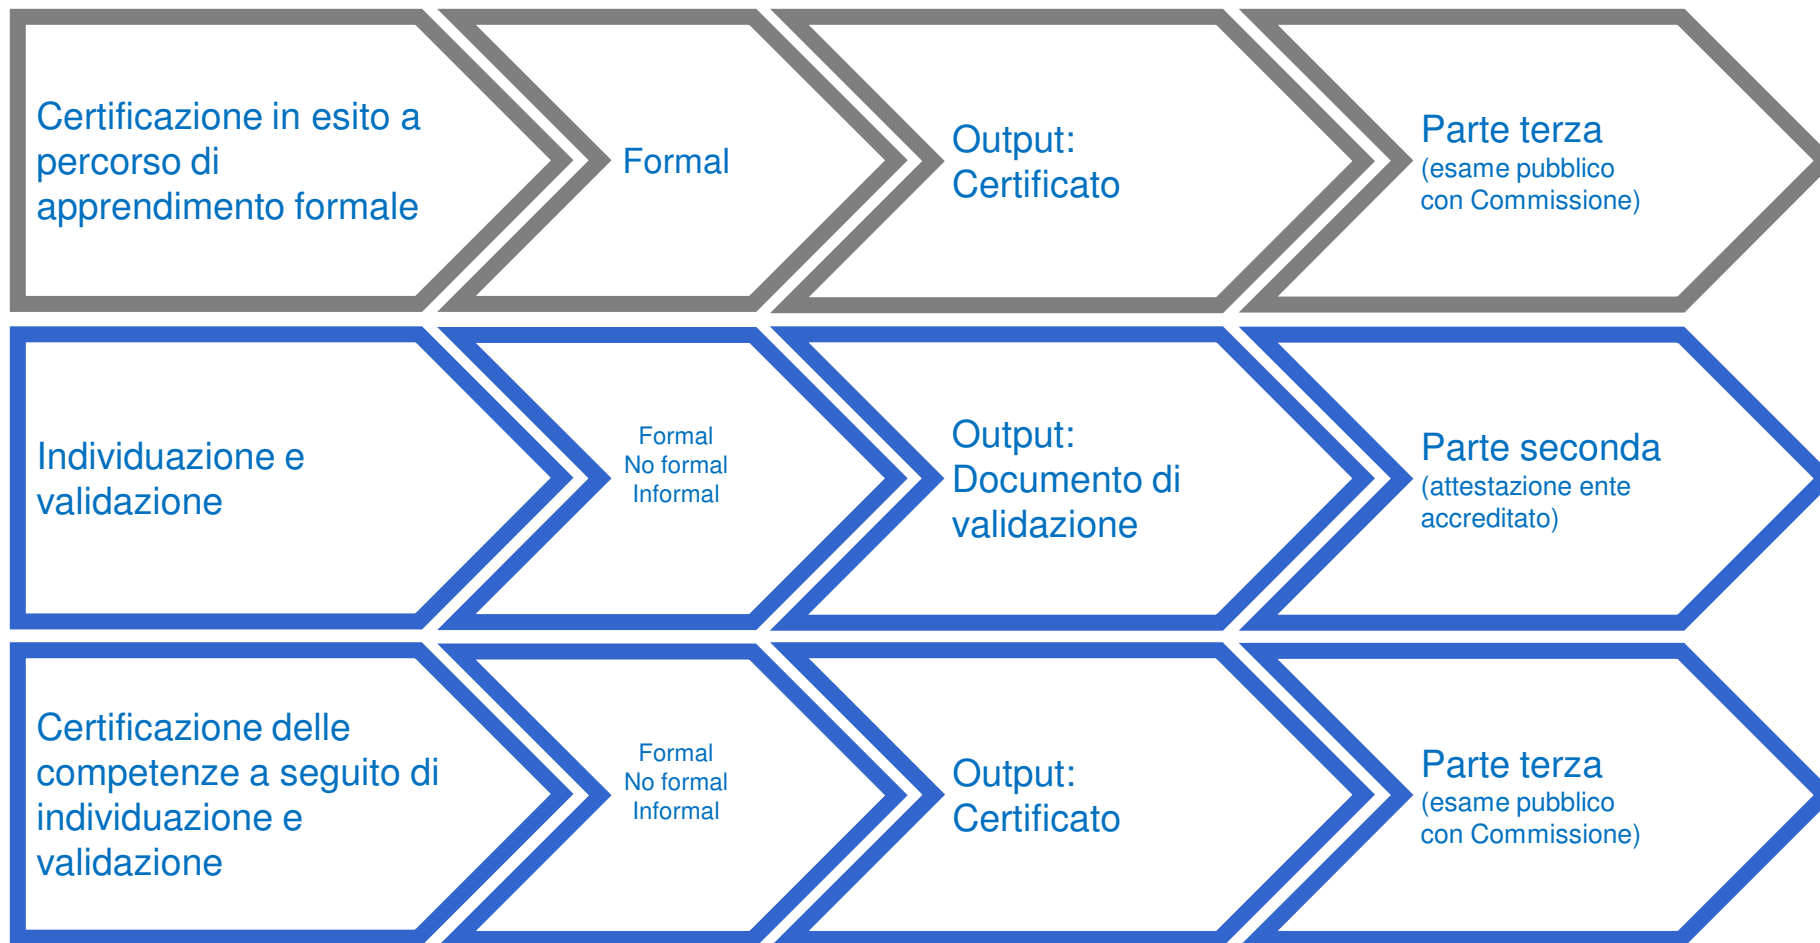 Certificazione in esito a
percorso di
apprendimento formale
Formal
Output:
Certificato
Parte terza
(esame pubblico
con Commissione)
Individuazione e
validazione
Formal
No formal
Informal
Output:
Documento di
validazione
Parte seconda
(attestazione ente
accreditato)
Certificazione delle
competenze a seguito di
individuazione e
validazione
Formal
No formal
Informal
Output:
Certificato
Parte terza
(esame pubblico
con Commissione)